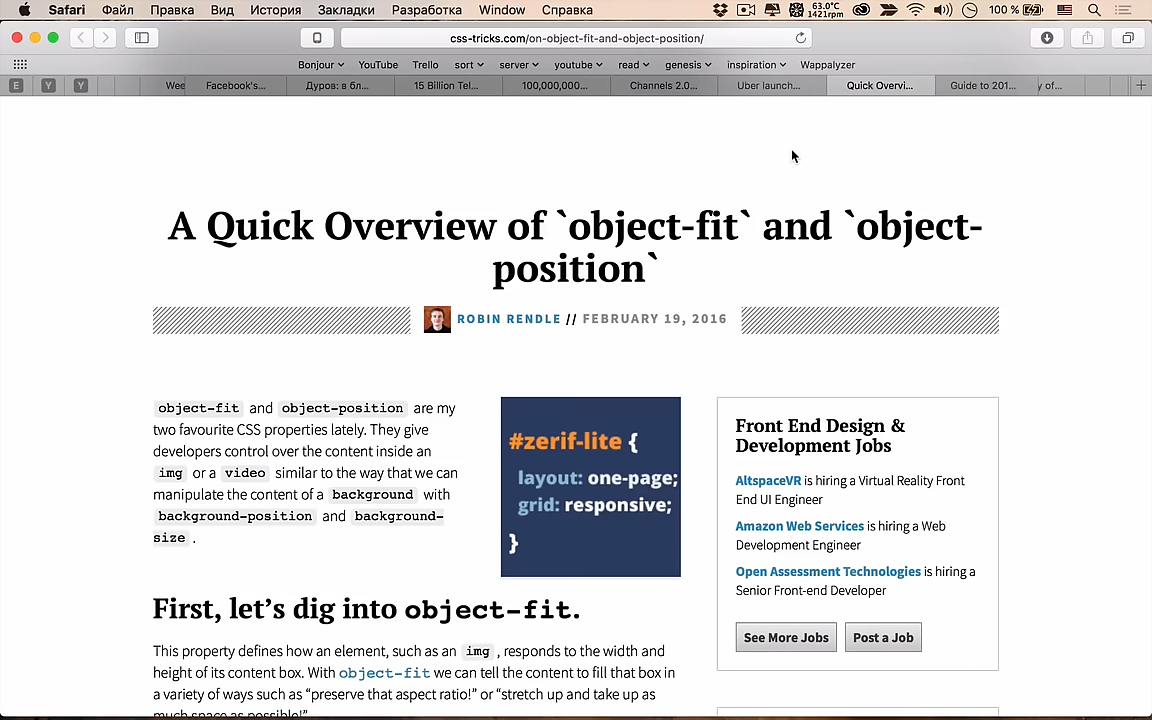 Safari Файл Правка Вид История Закладки Разработка Window Справка 63.0°C 1421rpm 100 %
css-tricks.com/on-object-fit-and-object-position/
Bonjour YouTube Trello sort server youtube read genesis inspiration Wappalyzer
E Y Y Wee Facebook's... Дуров: в бл... 15 Billion Tel... 100,000,000... Channels 2.0... Uber launch... Quick Overvi... Guide to 201... y of...
A Quick Overview of `object-fit` and `object-
position`
ROBIN RENDLE // FEBRUARY 19, 2016
object-fit and object-position are my
two favourite CSS properties lately. They give
developers control over the content inside an
img or a video similar to the way that we can
manipulate the content of a background with
background-position and background-
size .
#zerif-lite {
layout: one-page;
grid: responsive;
}
First, let’s dig into object-fit.
This property defines how an element, such as an img , responds to the width and
height of its content box. With object-fit we can tell the content to fill that box in
a variety of ways such as “preserve that aspect ratio!” or “stretch up and take up as
much space as possible!”
Front End Design &
Development Jobs
AltspaceVR is hiring a Virtual Reality Front
End UI Engineer
Amazon Web Services is hiring a Web
Development Engineer
Open Assessment Technologies is hiring a
Senior Front-end Developer
See More Jobs Post a Job